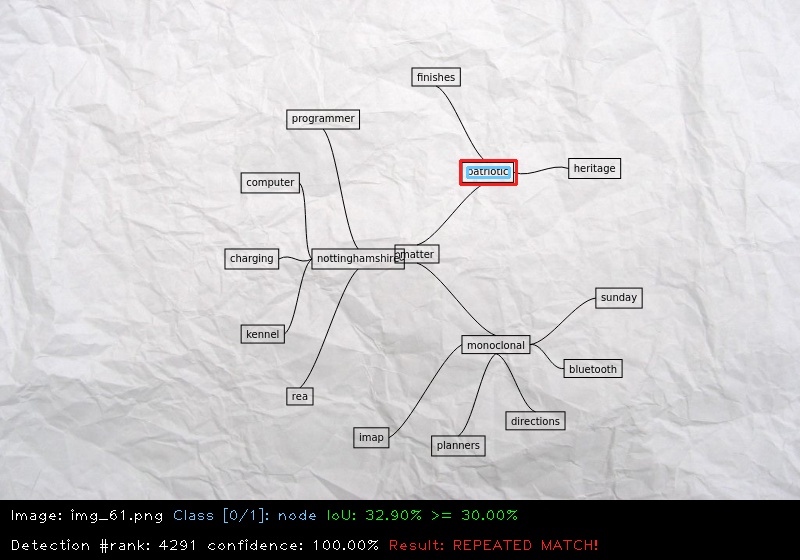 finishes
programmer
patriotic
heritage
computer
matter
nottinghamshire
charging
sunday
kennel
monoclonal
bluetooth
rea
directions
imap
planners
Image: img_61.png Class [0/1]: node IoU: 32.90% >= 30.00%
Detection #rank: 4291 confidence: 100.00% Result: REPEATED MATCH!